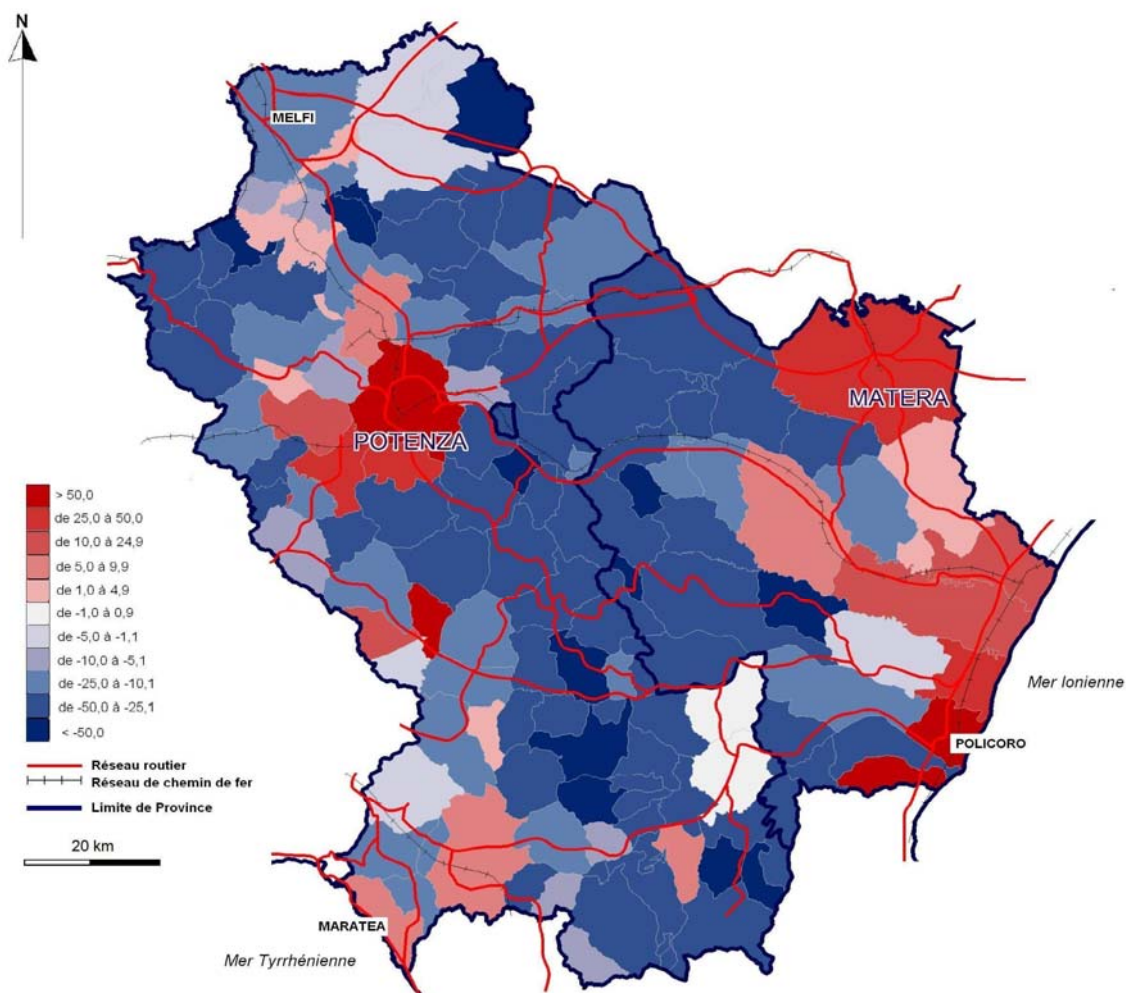 N
MELFI
MATERA
POTENZA
> 50,0
de 25,0 à 50,0
de 10,0 à 24,9
de 5,0 à 9,9
de 1,0 à 4,9
de -1,0 à 0,9
de -5,0 à -1,1
de -10,0 à -5,1
de -25,0 à -10,1
de -50,0 à -25,1
< -50,0
Mer Ionienne
POLICORO
Réseau routier
Réseau de chemin de fer
Limite de Province
20 km
MARATEA
Mer Tyrrhénienne